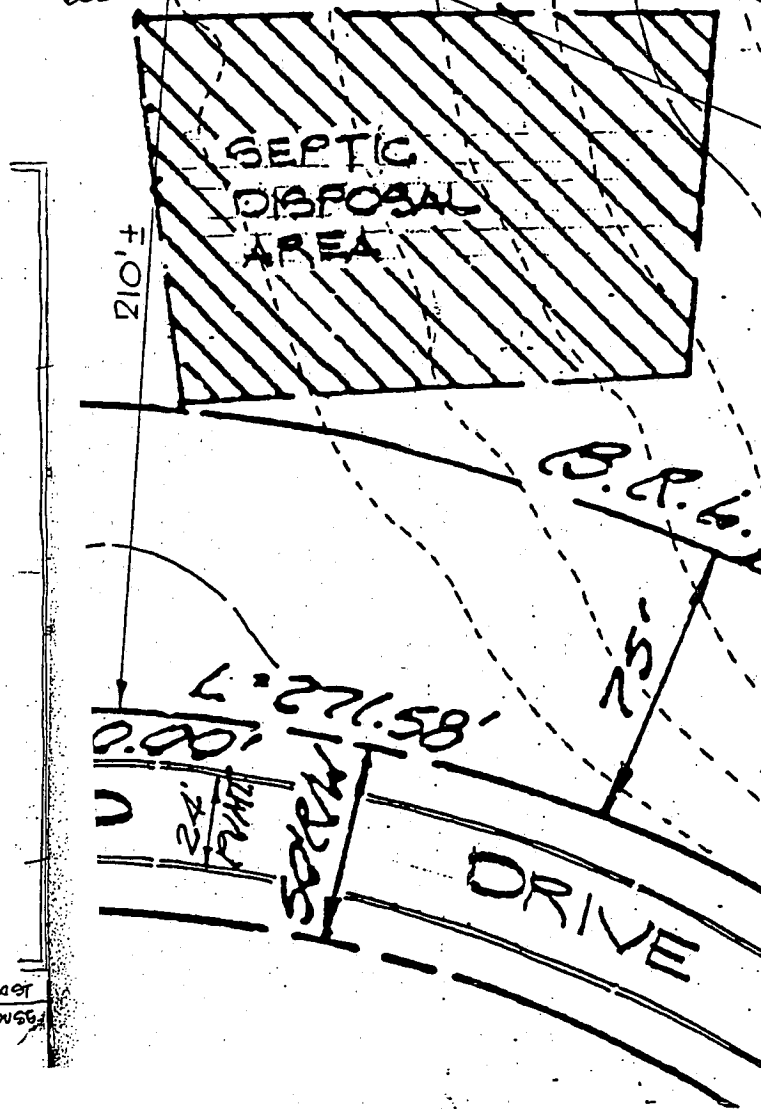 SEPTIC
DISPOSAL
AREA
210'±
B.R.L.
75'
L=271.58'
0.00'
24'
PVMT.
50' R/W
DRIVE